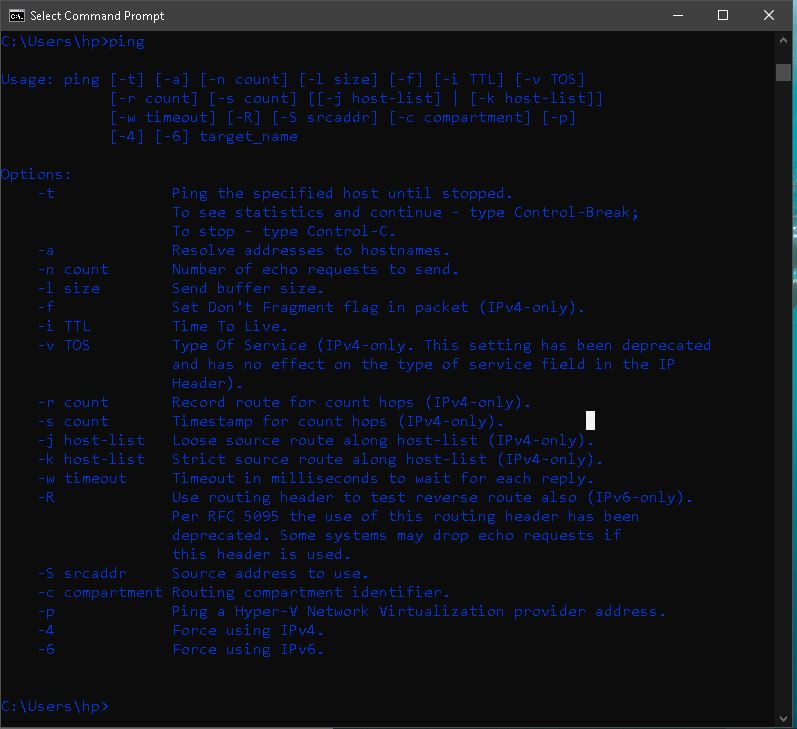 Select Command Prompt
C:\Users\hp>ping
Usage: ping [-t] [-a] [-n count] [-l size] [-f] [-i TTL] [-v TOS]
[-r count] [-s count] [[-j host-list] | [-k host-list]]
[-w timeout] [-R] [-S srcaddr] [-c compartment] [-p]
[-4] [-6] target_name
Options:
-t Ping the specified host until stopped.
To see statistics and continue - type Control-Break;
To stop - type Control-C.
-a Resolve addresses to hostnames.
-n count Number of echo requests to send.
-l size Send buffer size.
-f Set Don't Fragment flag in packet (IPv4-only).
-i TTL Time To Live.
-v TOS Type Of Service (IPv4-only. This setting has been deprecated
and has no effect on the type of service field in the IP
Header).
-r count Record route for count hops (IPv4-only).
-s count Timestamp for count hops (IPv4-only).
-j host-list Loose source route along host-list (IPv4-only).
-k host-list Strict source route along host-list (IPv4-only).
-w timeout Timeout in milliseconds to wait for each reply.
-R Use routing header to test reverse route also (IPv6-only).
Per RFC 5095 the use of this routing header has been
deprecated. Some systems may drop echo requests if
this header is used.
-S srcaddr Source address to use.
-c compartment Routing compartment identifier.
-p Ping a Hyper-V Network Virtualization provider address.
-4 Force using IPv4.
-6 Force using IPv6.
C:\Users\hp>